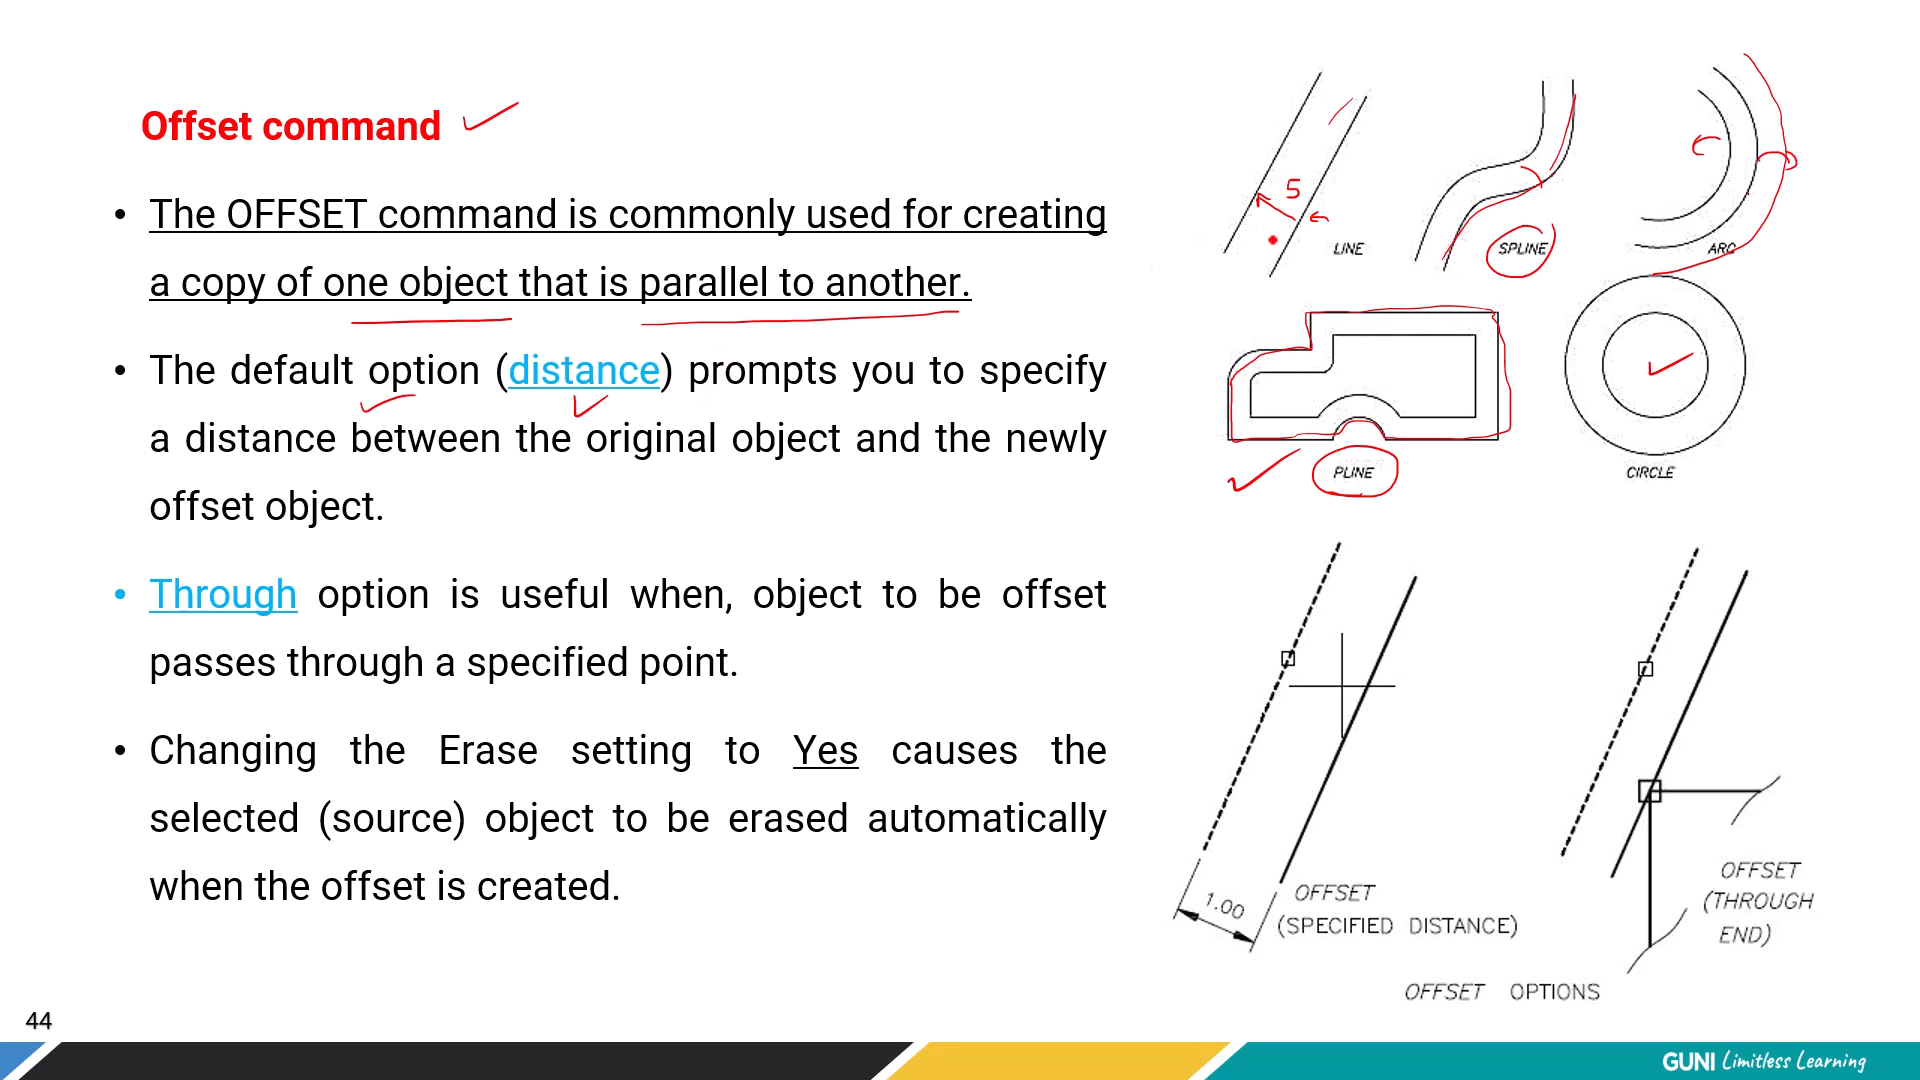 Offset command
• The OFFSET command is commonly used for creating
a copy of one object that is parallel to another.
• The default option (distance) prompts you to specify
a distance between the original object and the newly
offset object.
• Through option is useful when, object to be offset
passes through a specified point.
• Changing the Erase setting to Yes causes the
selected (source) object to be erased automatically
when the offset is created.
5
LINE
SPLINE
ARC
PLINE
CIRCLE
1.00
OFFSET
(SPECIFIED DISTANCE)
OFFSET
(THROUGH
END)
OFFSET OPTIONS
44
GUNI Limitless Learning